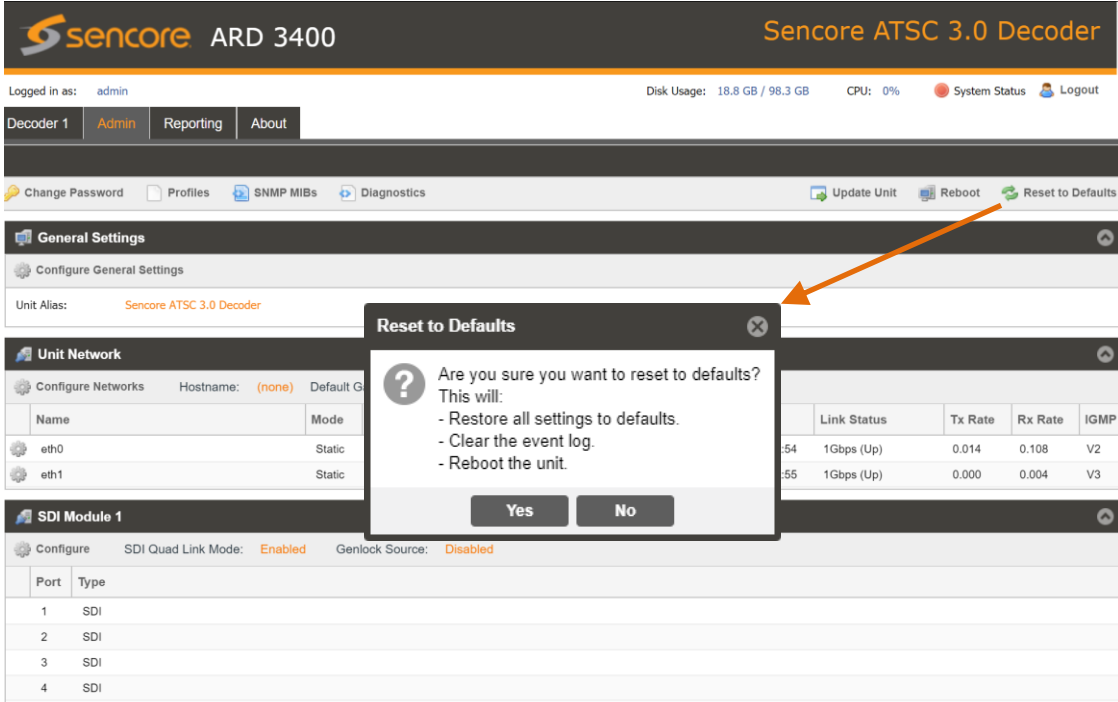 sencore ARD 3400 Sencore ATSC 3.0 Decoder
Logged in as: admin Disk Usage: 18.8 GB / 98.3 GB CPU: 0% System Status Logout
Decoder 1 Admin Reporting About
Change Password Profiles SNMP MIBs Diagnostics Update Unit Reboot Reset to Defaults
General Settings
Configure General Settings
Unit Alias: Sencore ATSC 3.0 Decoder
Reset to Defaults
Are you sure you want to reset to defaults?
This will:
- Restore all settings to defaults.
- Clear the event log.
- Reboot the unit.
Yes No
Unit Network
Configure Networks Hostname: (none) Default Ga
Name Mode Link Status Tx Rate Rx Rate IGMP
eth0 Static :54 1Gbps (Up) 0.014 0.108 V2
eth1 Static :55 1Gbps (Up) 0.000 0.004 V3
SDI Module 1
Configure SDI Quad Link Mode: Enabled Genlock Source: Disabled
Port Type
1 SDI
2 SDI
3 SDI
4 SDI